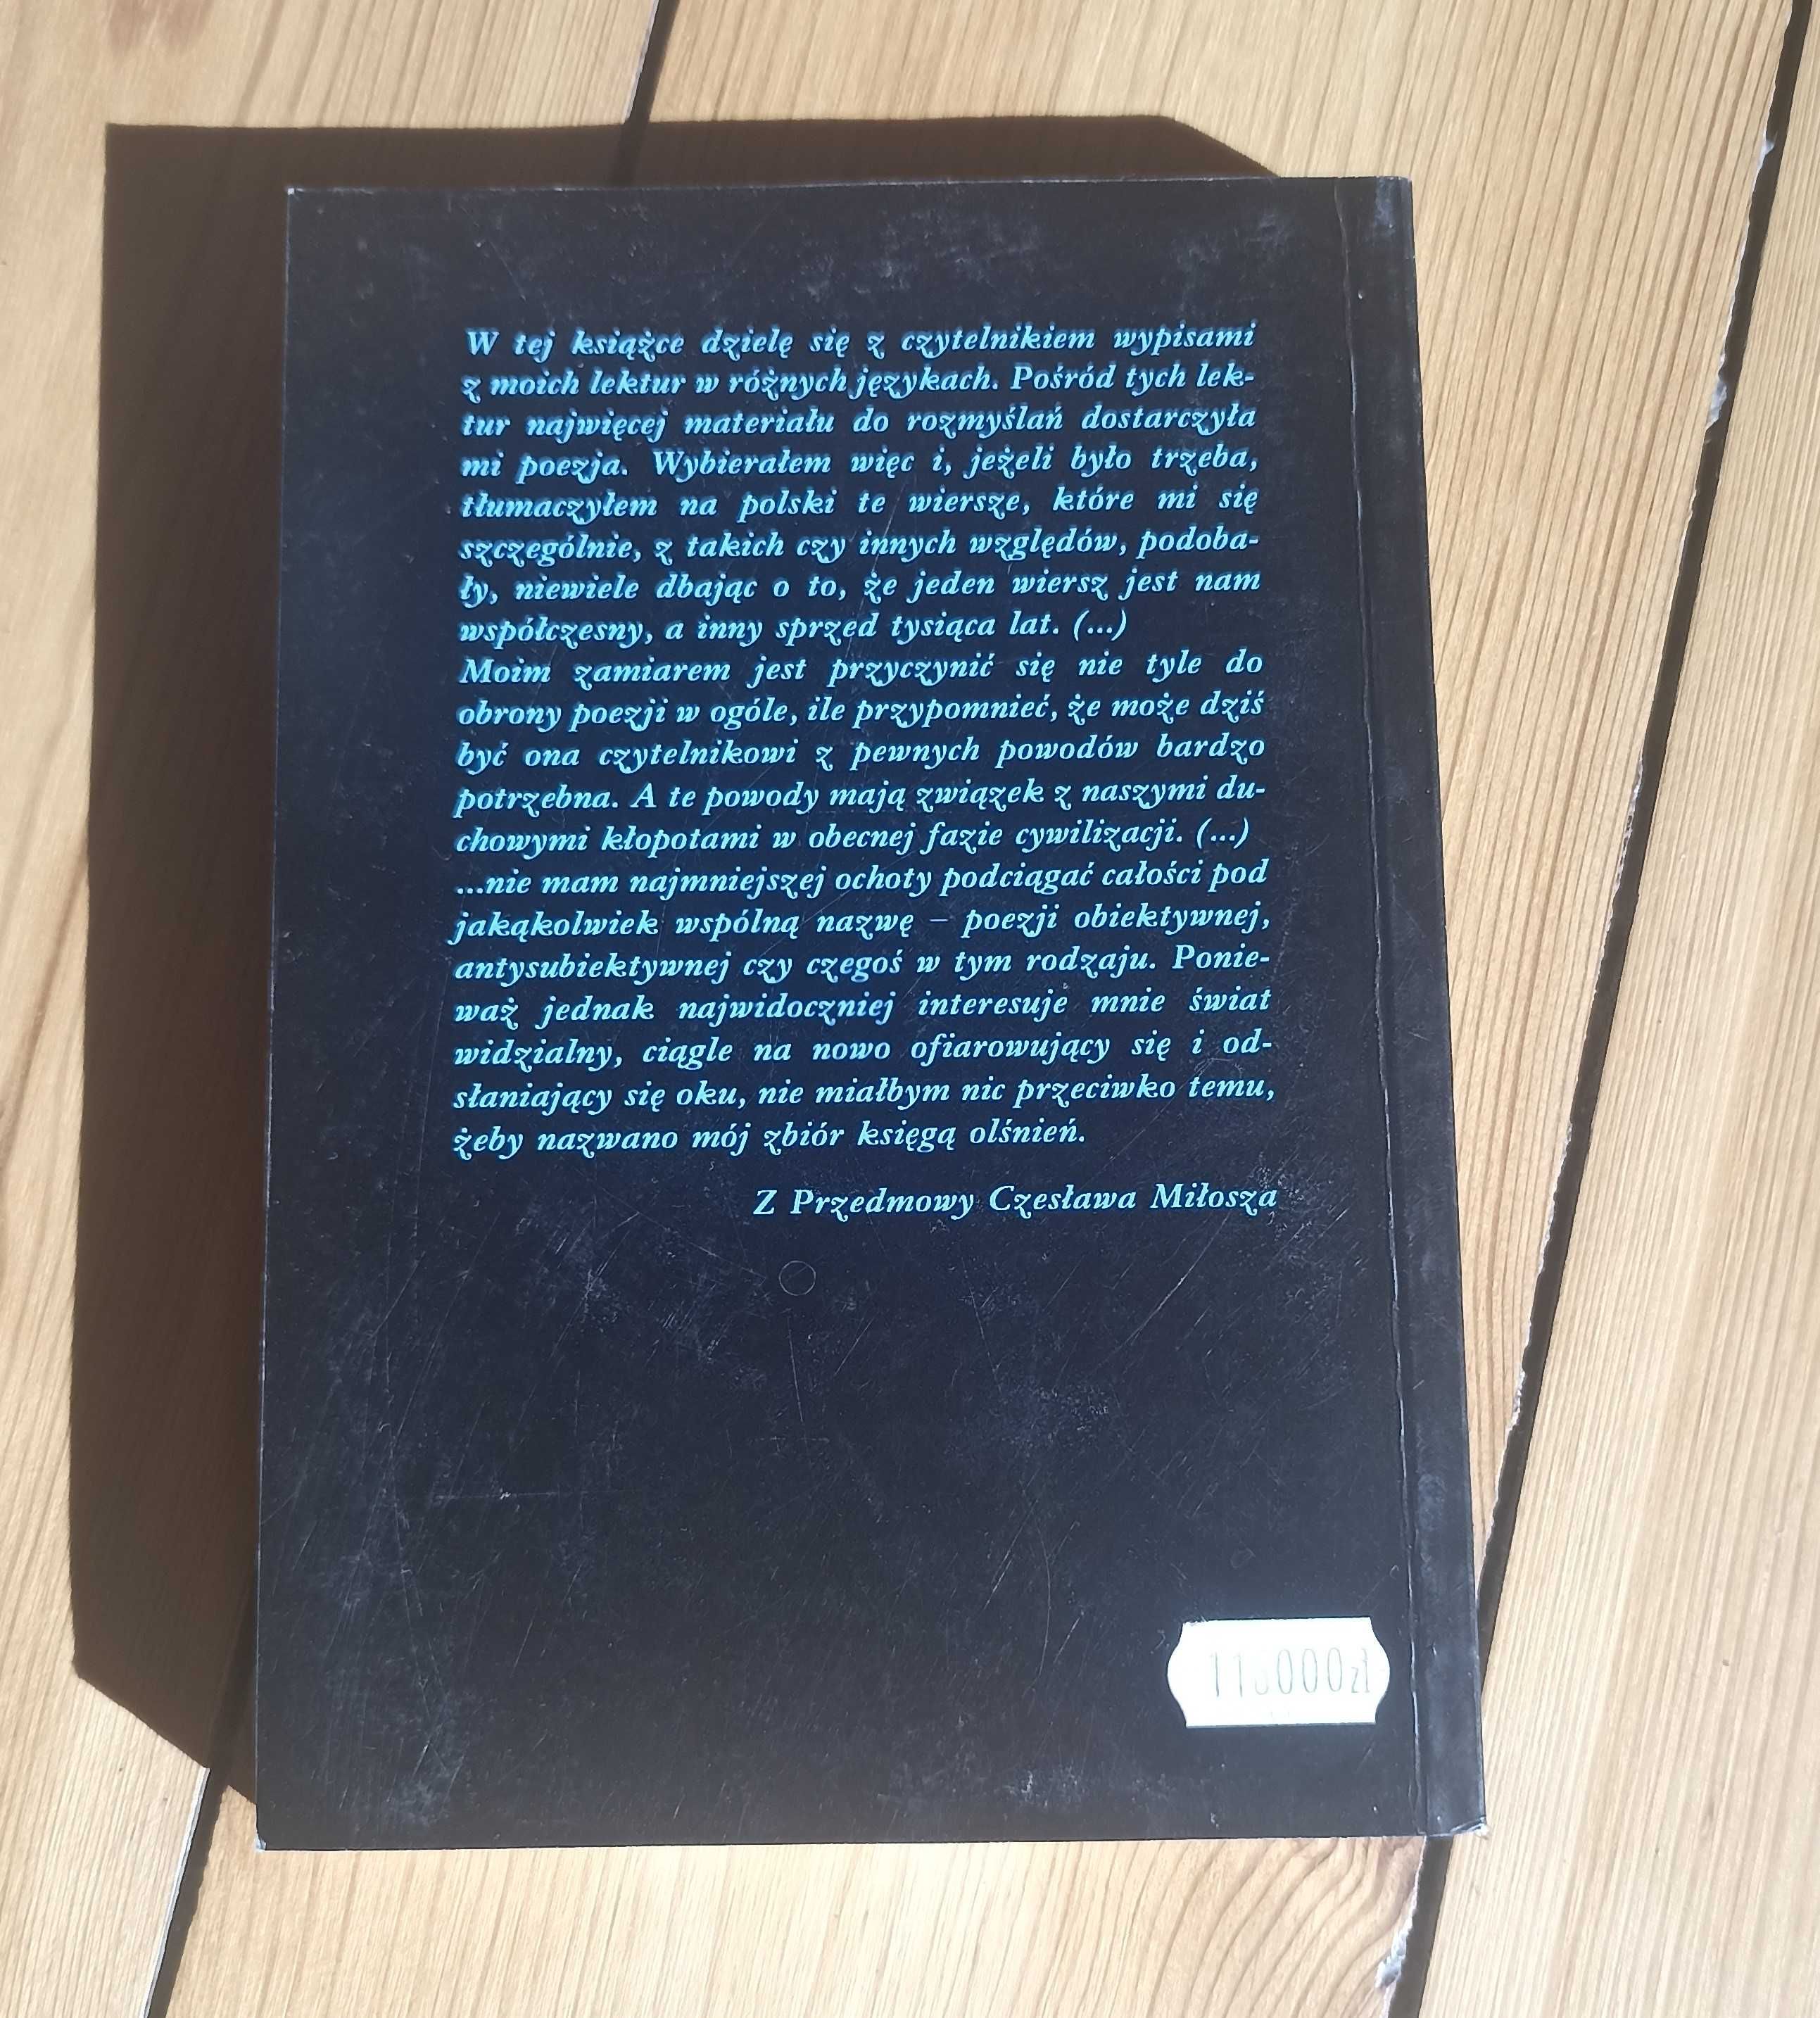 W tej książce dzielę się z czytelnikiem wypisami
z moich lektur w różnych językach. Pośród tych lek-
tur najwięcej materiału do rozmyślań dostarczyła
mi poezja. Wybierałem więc i, jeżeli było trzeba,
tłumaczyłem na polski te wiersze, które mi się
szczególnie, z takich czy innych względów, podoba-
ły, niewiele dbając o to, że jeden wiersz jest nam
współczesny, a inny sprzed tysiąca lat. (...)
Moim zamiarem jest przyczynić się nie tyle do
obrony poezji w ogóle, ile przypomnieć, że może dziś
być ona czytelnikowi z pewnych powodów bardzo
potrzebna. A te powody mają związek z naszymi du-
chowymi kłopotami w obecnej fazie cywilizacji. (...)
...nie mam najmniejszej ochoty podciągać całości pod
jakąkolwiek wspólną nazwę – poezji obiektywnej,
antysubiektywnej czy czegoś w tym rodzaju. Ponie-
waż jednak najwidoczniej interesuje mnie świat
widzialny, ciągle na nowo ofiarowujący się i od-
słaniający się oku, nie miałbym nic przeciwko temu,
żeby nazwano mój zbiór księgą olśnień.
Z Przedmowy Czesława Miłosza